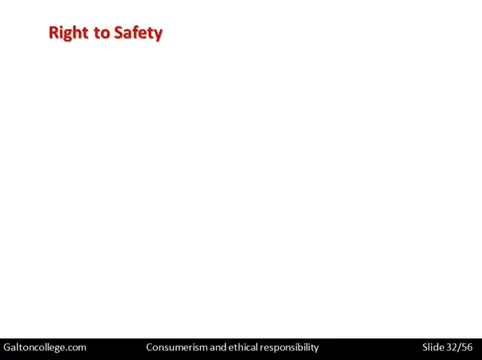 Right to Safety
Galtoncollege.com Consumerism and ethical responsibility Slide 32/56